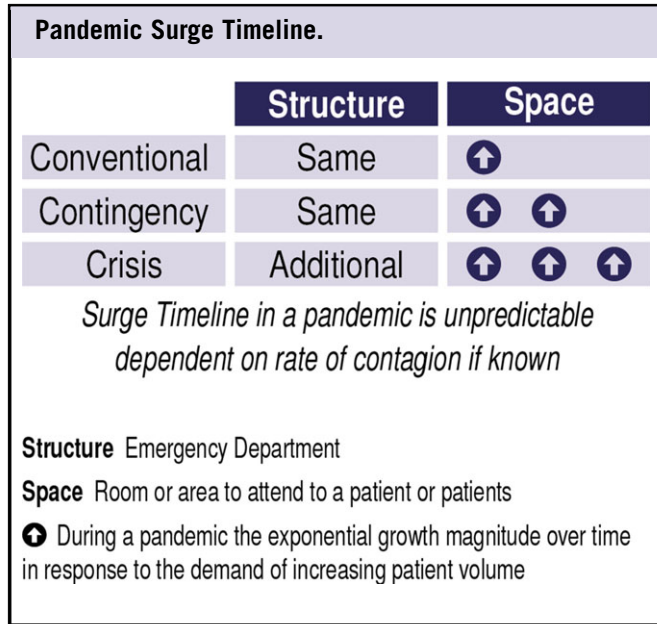 Pandemic Surge Timeline.
Structure Space
Conventional Same
Contingency Same
Crisis Additional
Surge Timeline in a pandemic is unpredictable
dependent on rate of contagion if known
Structure Emergency Department
Space Room or area to attend to a patient or patients
During a pandemic the exponential growth magnitude over time
in response to the demand of increasing patient volume